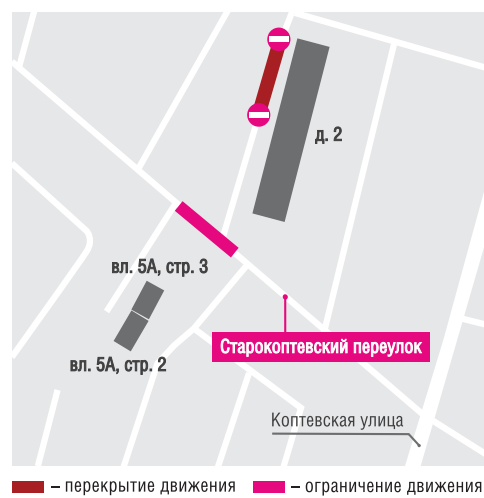 д. 2
вл. 5А, стр. 3
вл. 5А, стр. 2
Старокоптевский переулок
Коптевская улица
– перекрытие движения
– ограничение движения